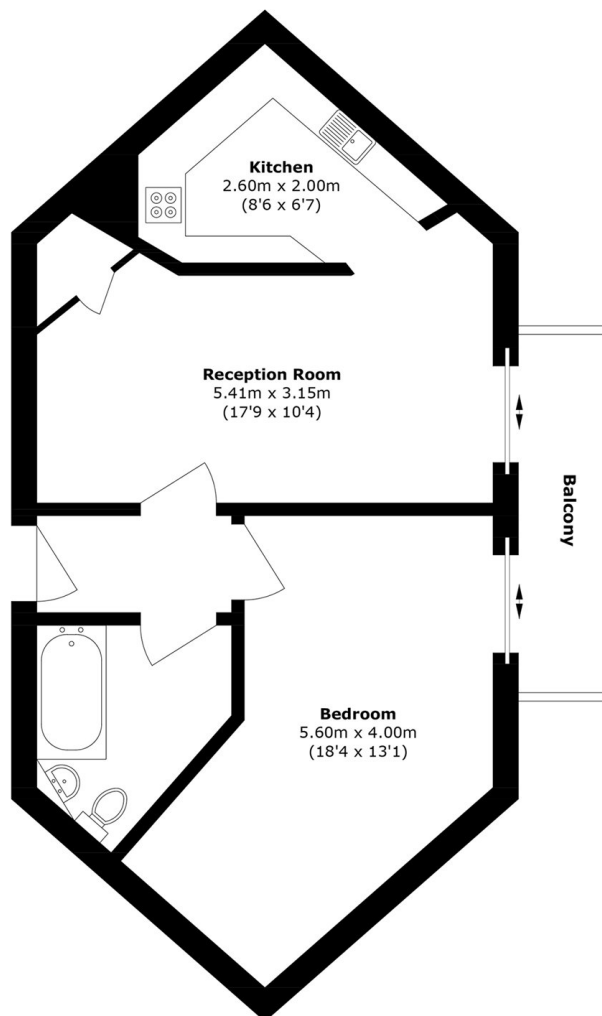 Kitchen
2.60m x 2.00m
(8'6 x 6'7)
Reception Room
5.41m x 3.15m
(17'9 x 10'4)
Balcony
Bedroom
5.60m x 4.00m
(18'4 x 13'1)